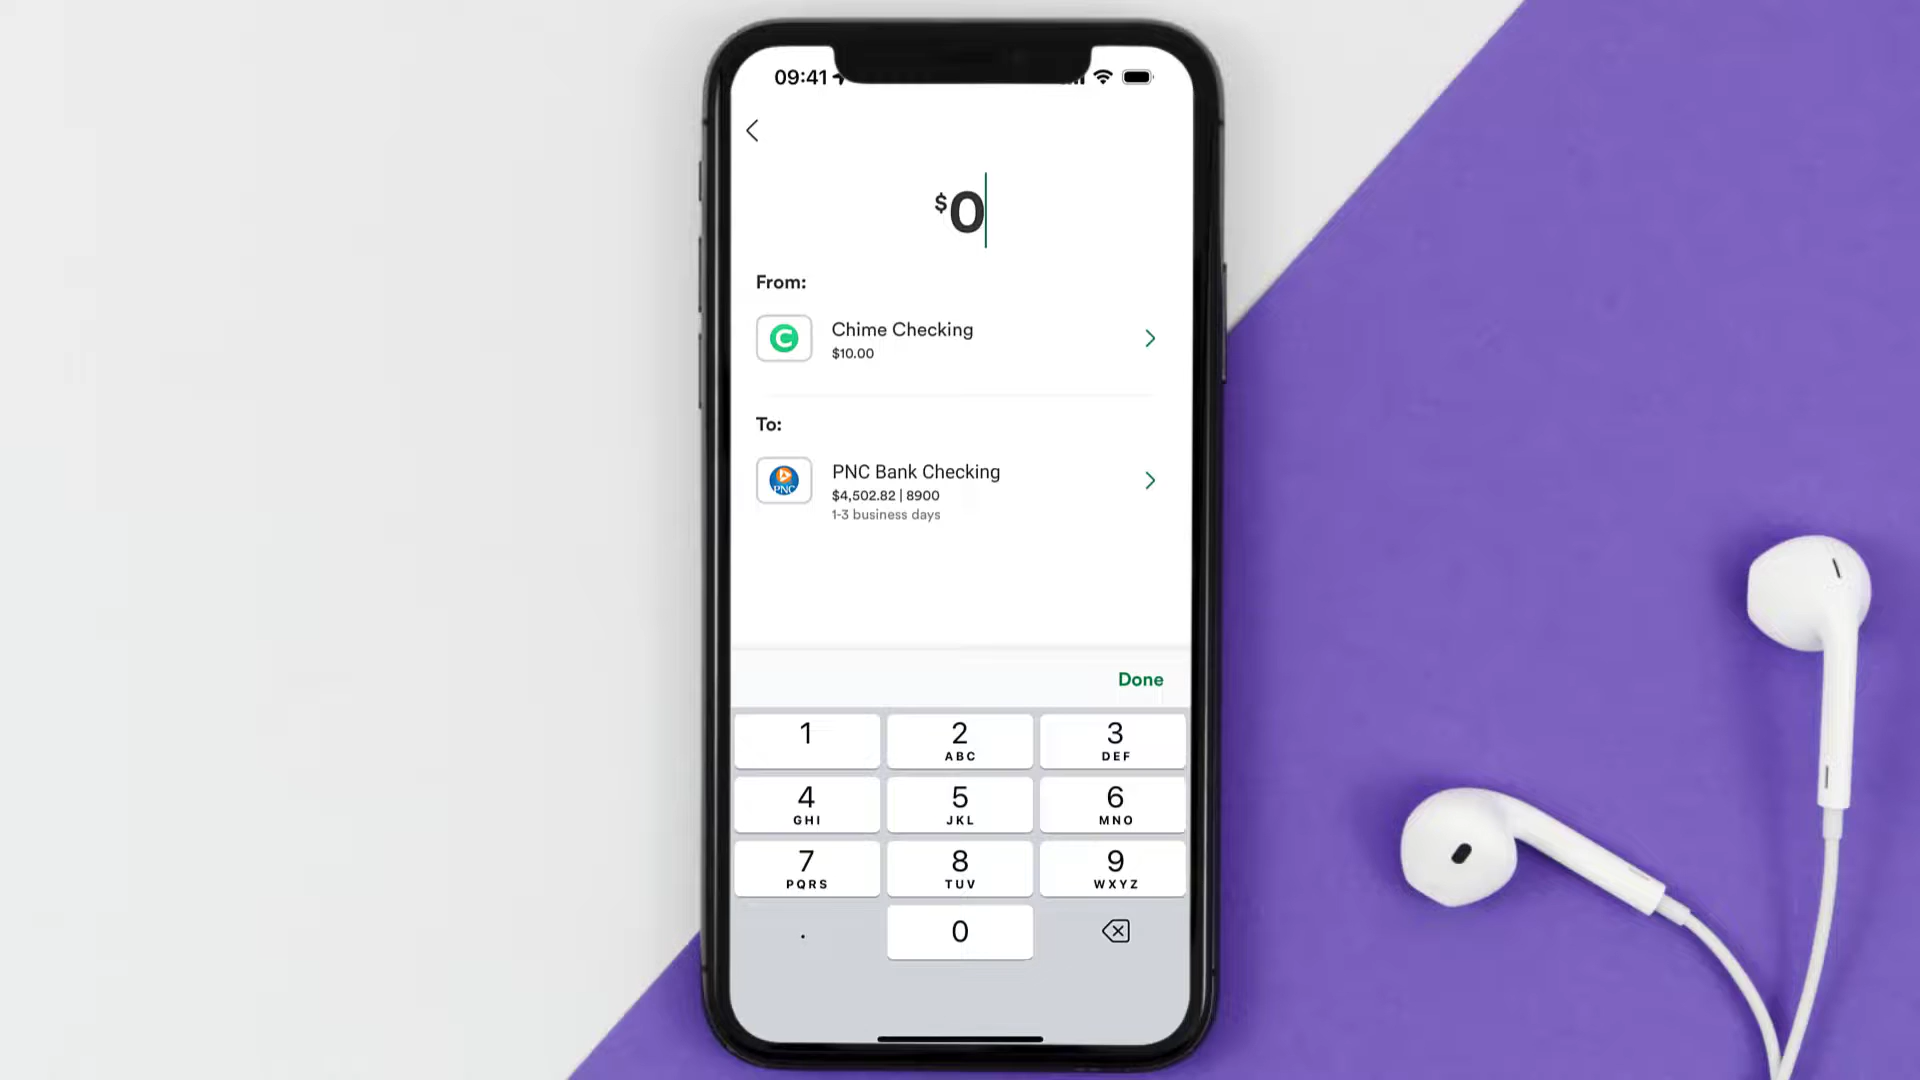 09:41
$0
From:
Chime Checking
$10.00
To:
PNC
PNC Bank Checking
$4,502.82 | 8900
1-3 business days
Done
1
2
ABC
3
DEF
4
GHI
5
JKL
6
MNO
7
PQRS
8
TUV
9
WXYZ
.
0